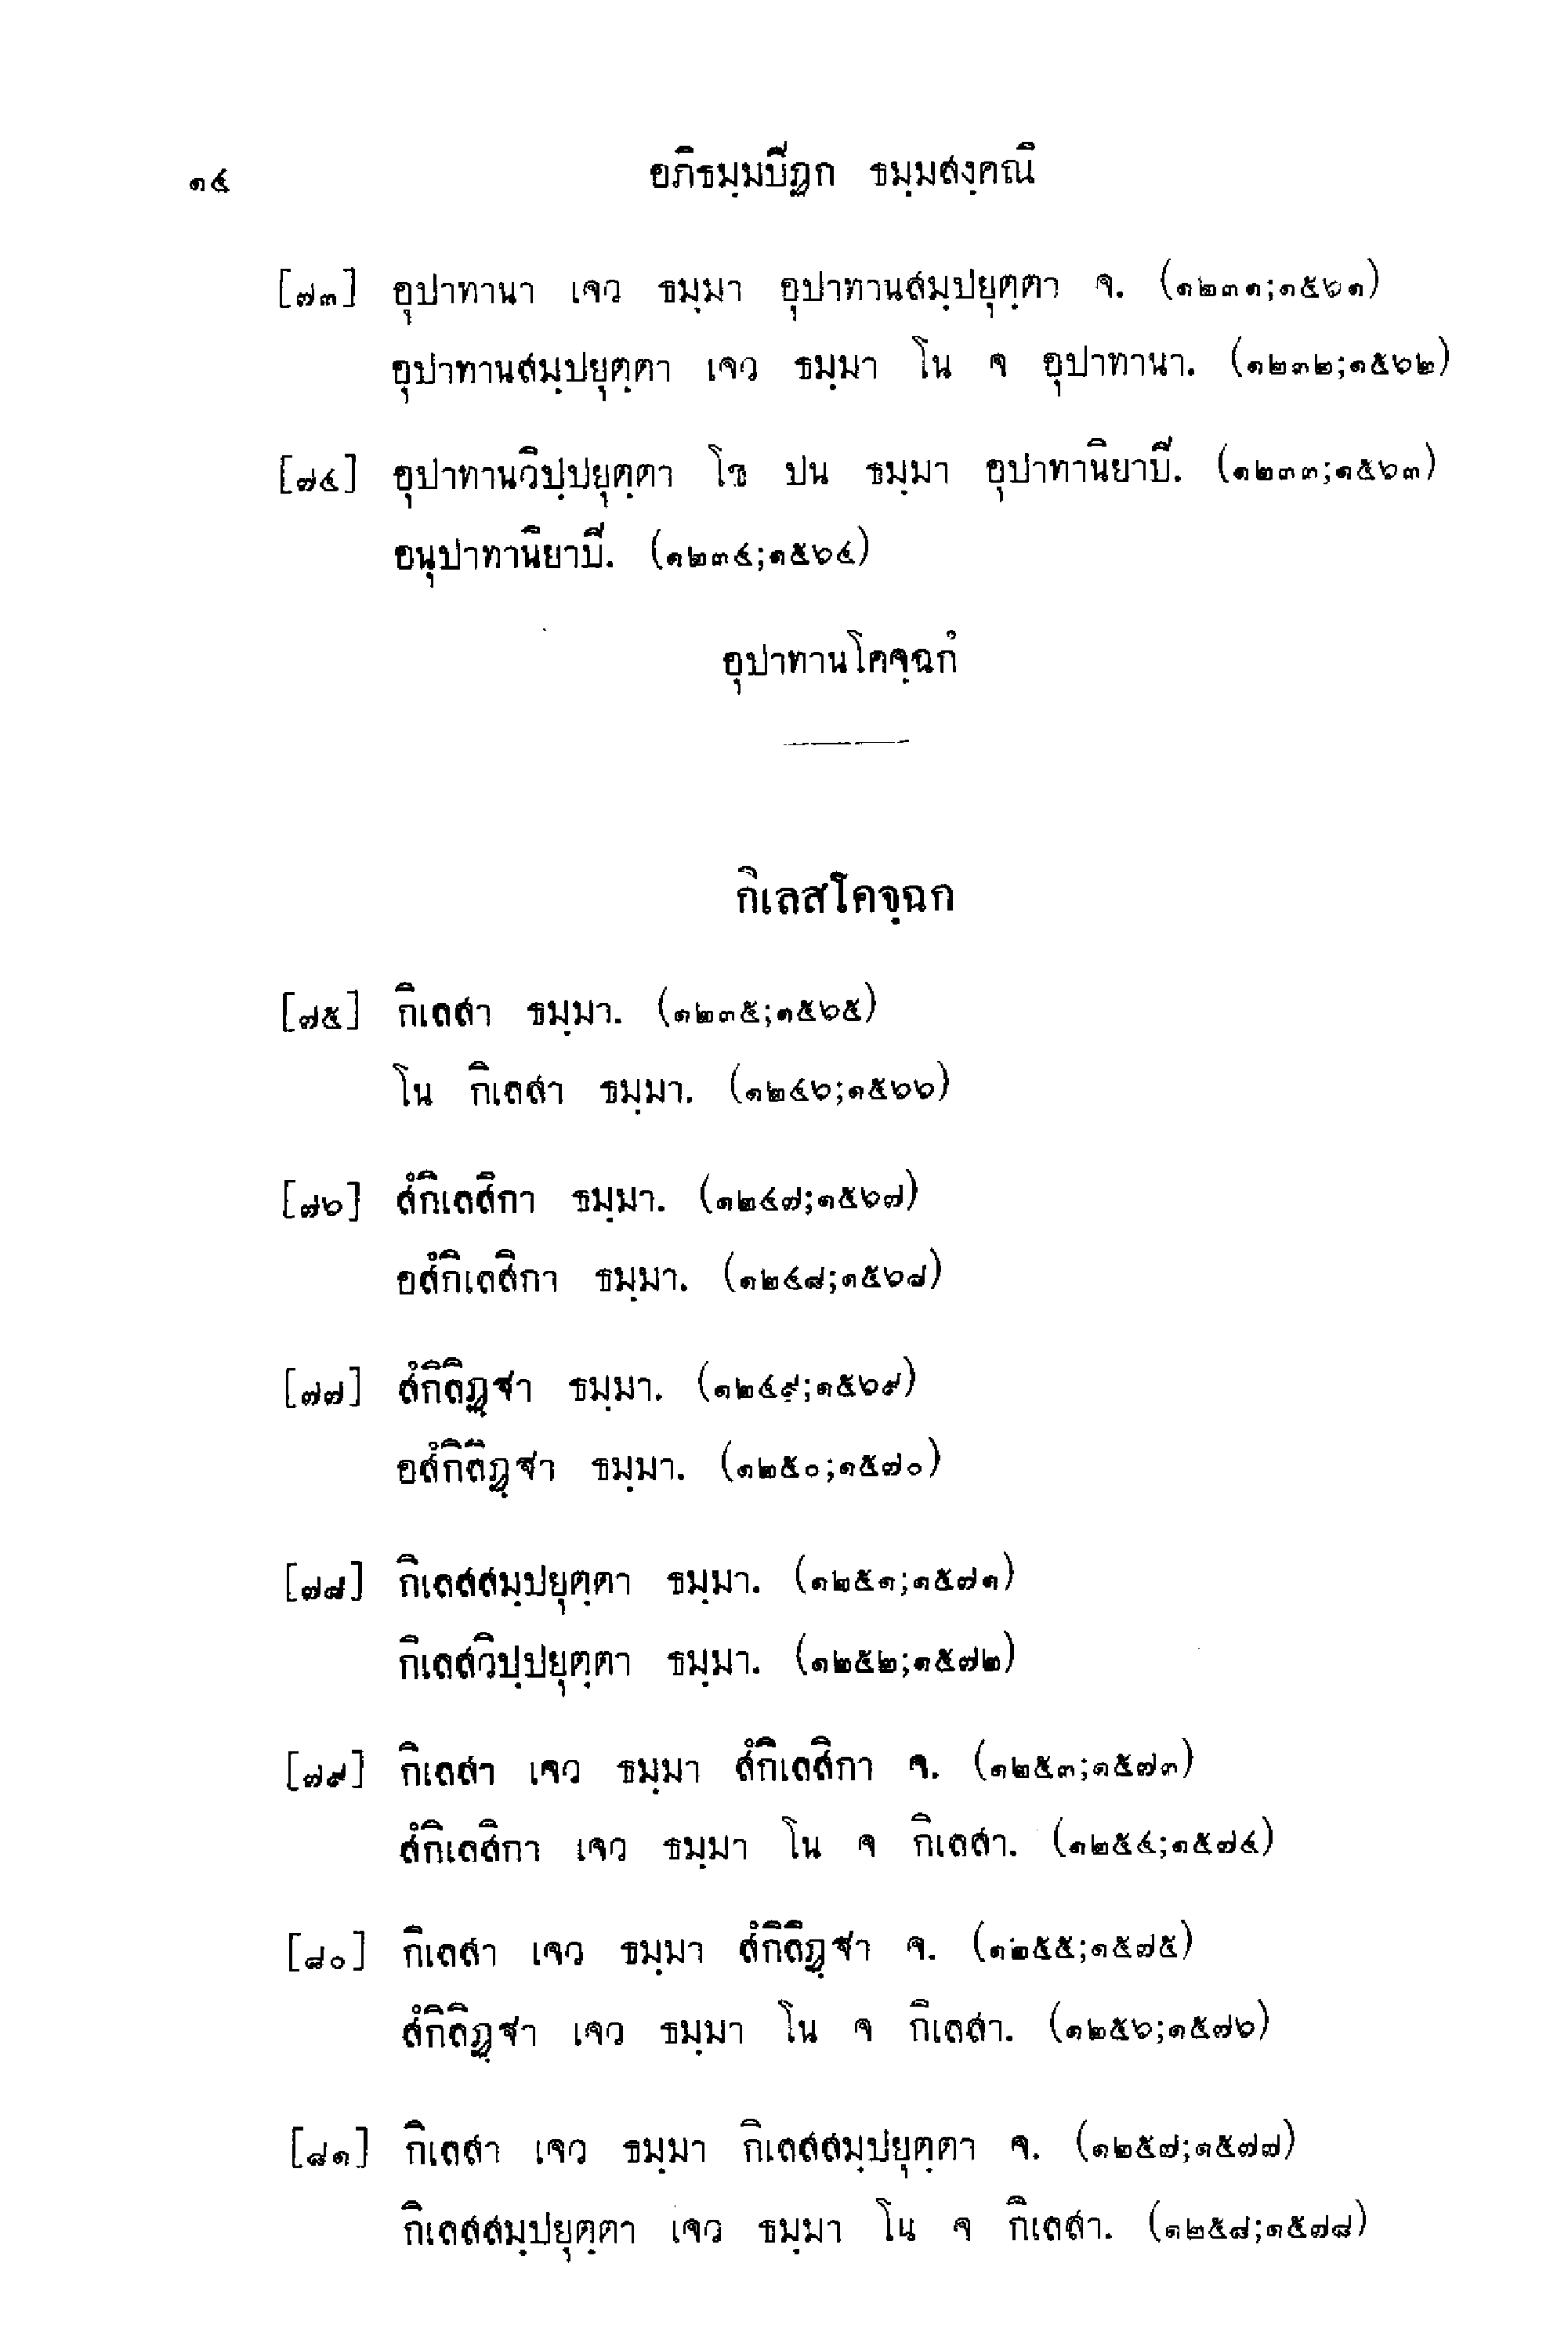 ๑๔ อภิธมฺมปิฏก ธมฺมสงฺคณิ
[๗๓] อุปาทานา เจว ธมฺมา อุปาทานสมฺปยุตฺตา จ. (๑๒๓๑;๑๕๖๑)
อุปาทานสมฺปยุตฺตา เจว ธมฺมา โน จ อุปาทานา. (๑๒๓๒;๑๕๖๒)
[๗๔] อุปาทานวิปฺปยุตฺตา โข ปน ธมฺมา อุปาทานิยาปิ. (๑๒๓๓;๑๕๖๓)
อนุปาทานิยาปิ. (๑๒๓๔;๑๕๖๔)
อุปาทานโคจฺฉกํ
กิเลสโคจฺฉก
[๗๕] กิเลสา ธมฺมา. (๑๒๓๕;๑๕๖๕)
โน กิเลสา ธมฺมา. (๑๒๔๖;๑๕๖๖)
[๗๖] สํกิเลสิกา ธมฺมา. (๑๒๔๗;๑๕๖๗)
อสํกิเลสิกา ธมฺมา. (๑๒๔๘;๑๕๖๘)
[๗๗] สํกิลิฏฺฐา ธมฺมา. (๑๒๔๙;๑๕๖๙)
อสํกิลิฏฺฐา ธมฺมา. (๑๒๕๐;๑๕๗๐)
[๗๘] กิเลสสมฺปยุตฺตา ธมฺมา. (๑๒๕๑;๑๕๗๑)
กิเลสวิปฺปยุตฺตา ธมฺมา. (๑๒๕๒;๑๕๗๒)
[๗๙] กิเลสา เจว ธมฺมา สํกิเลสิกา จ. (๑๒๕๓;๑๕๗๓)
สํกิเลสิกา เจว ธมฺมา โน จ กิเลสา. (๑๒๕๔;๑๕๗๔)
[๘๐] กิเลสา เจว ธมฺมา สํกิลิฏฺฐา จ. (๑๒๕๕;๑๕๗๕)
สํกิลิฏฺฐา เจว ธมฺมา โน จ กิเลสา. (๑๒๕๖;๑๕๗๖)
[๘๑] กิเลสา เจว ธมฺมา กิเลสสมฺปยุตฺตา จ. (๑๒๕๗;๑๕๗๗)
กิเลสสมฺปยุตฺตา เจว ธมฺมา โน จ กิเลสา. (๑๒๕๘;๑๕๗๘)